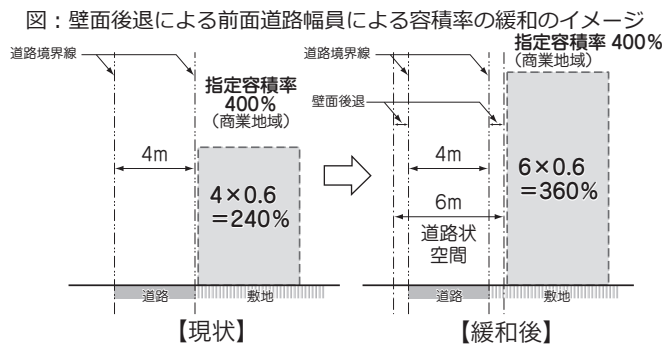 図：壁面後退による前面道路幅員による容積率の緩和のイメージ
道路境界線
指定容積率
400%
（商業地域）
4m
4×0.6
＝240%
道路
敷地
【現状】
道路境界線
指定容積率 400%
（商業地域）
壁面後退
4m
6m
道路状
空間
6×0.6
＝360%
道路
敷地
【緩和後】